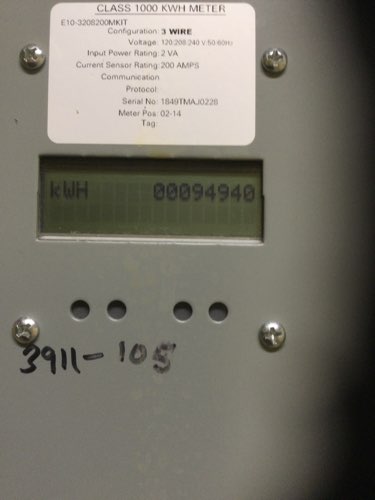 CLASS 1000 KWH METER
E10-3208200MKIT
Configuration: 3 WIRE
Voltage: 120/208-240 V 50-60Hz
Input Power Rating: 2 VA
Current Sensor Rating: 200 AMPS
Communication:
Protocol:
Serial No: 1849TMAJ0228
Meter Pos: 02-14
Tag:
kWH 00094940
3911-105